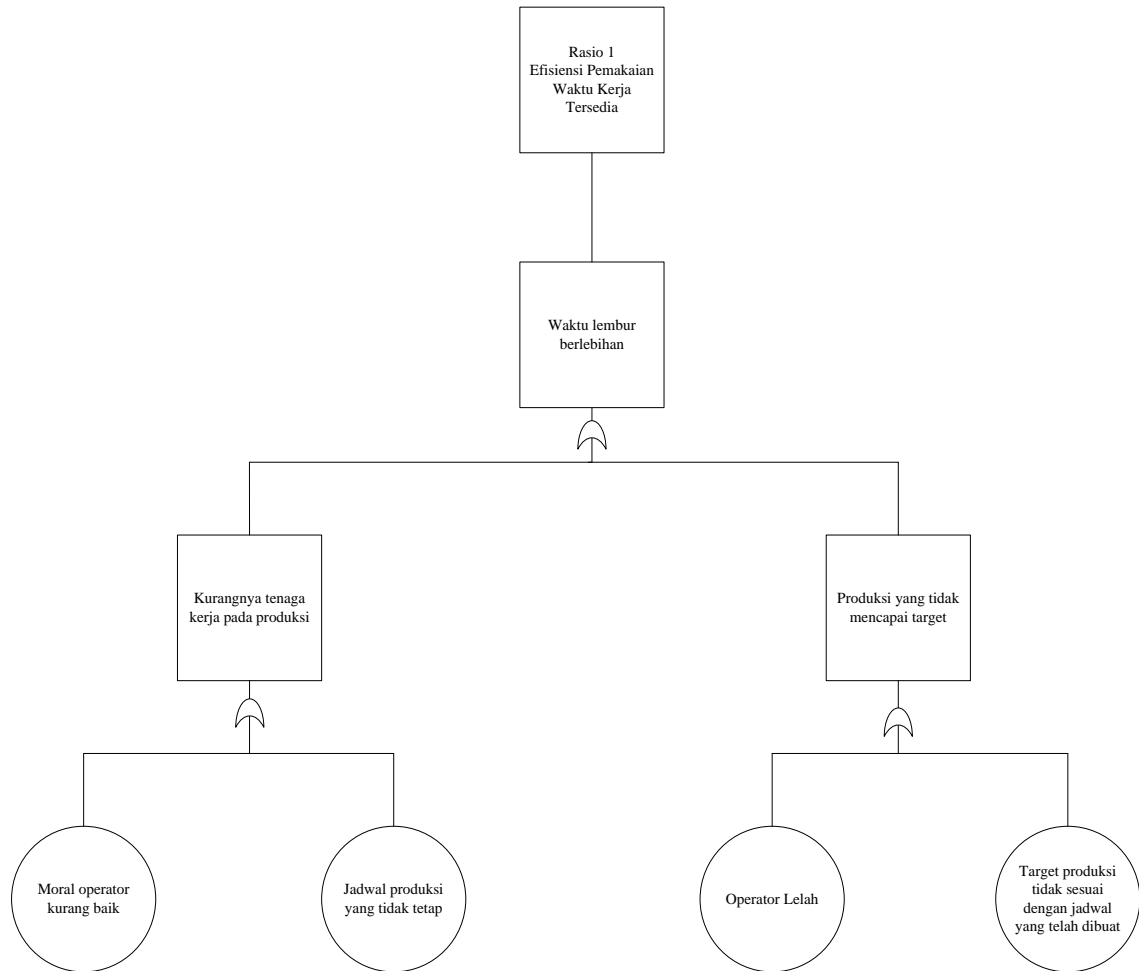 Rasio 1
Efisiensi Pemakaian
Waktu Kerja
Tersedia
Waktu lembur
berlebihan
Kurangnya tenaga
kerja pada produksi
Produksi yang tidak
mencapai target
Moral operator
kurang baik
Jadwal produksi
yang tidak tetap
Operator Lelah
Target produksi
tidak sesuai
dengan jadwal
yang telah dibuat